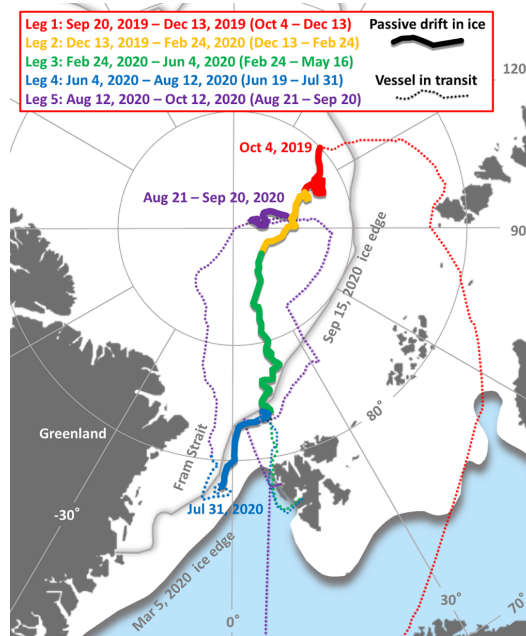 Leg 1: Sep 20, 2019 – Dec 13, 2019 (Oct 4 – Dec 13)
Leg 2: Dec 13, 2019 – Feb 24, 2020 (Dec 13 – Feb 24)
Leg 3: Feb 24, 2020 – Jun 4, 2020 (Feb 24 – May 16)
Leg 4: Jun 4, 2020 – Aug 12, 2020 (Jun 19 – Jul 31)
Leg 5: Aug 12, 2020 – Oct 12, 2020 (Aug 21 – Sep 20)
Passive drift in ice
Vessel in transit
120
Oct 4, 2019
Aug 21 – Sep 20, 2020
90
Sep 15, 2020 ice edge
80°
Greenland
Fram Strait
-30°
Jul 31, 2020
Mar 5, 2020 ice edge
0°
30°
70°